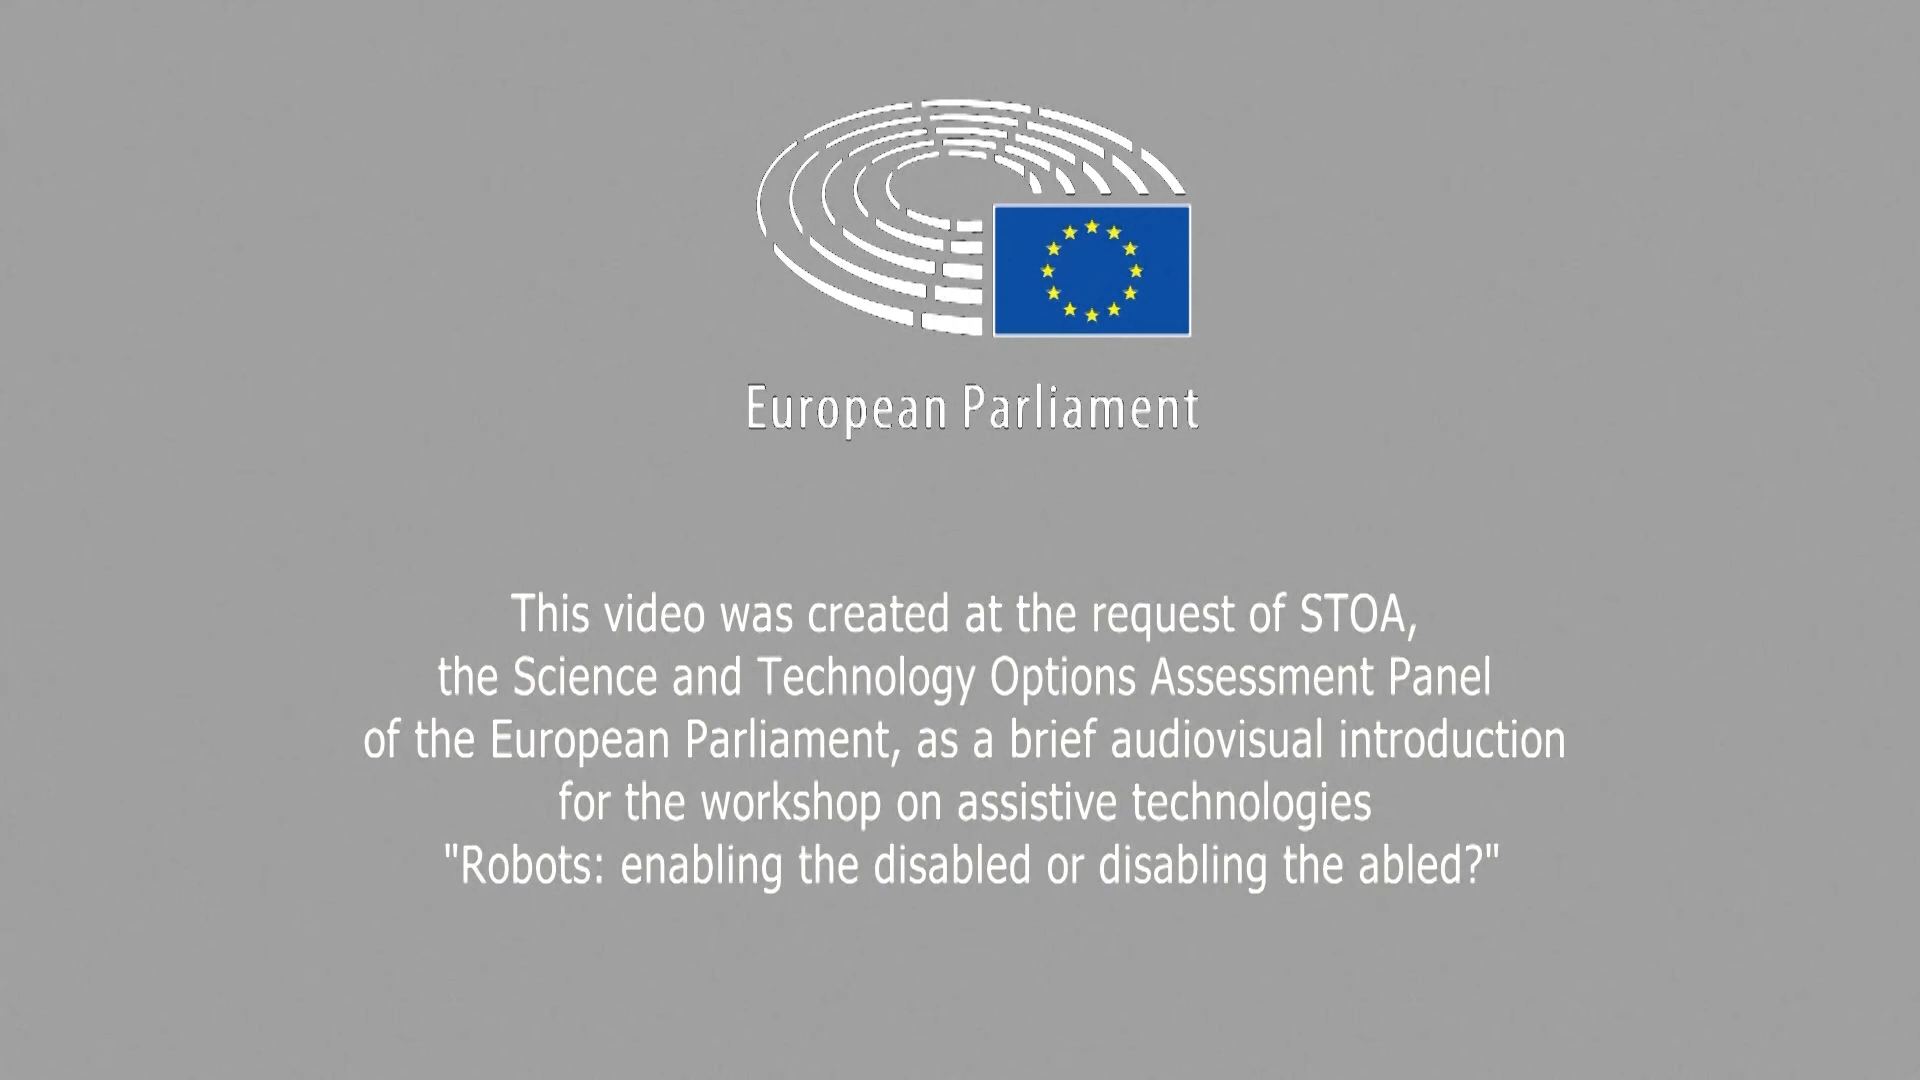 European Parliament
This video was created at the request of STOA,
the Science and Technology Options Assessment Panel
of the European Parliament, as a brief audiovisual introduction
for the workshop on assistive technologies
"Robots: enabling the disabled or disabling the abled?"